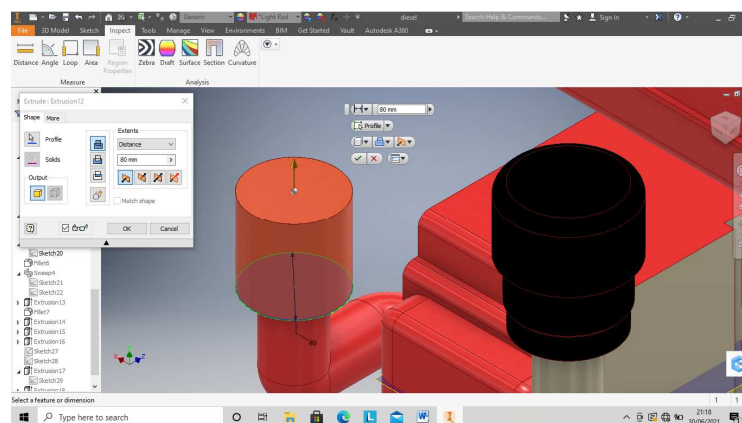 Generic
*Light Red
diesel
Search Help & Commands...
Sign In
File 3D Model Sketch Inspect Tools Manage View Environments BIM Get Started Vault Autodesk A360
Distance Angle Loop Area Region Properties Zebra Draft Surface Section Curvature
Measure Analysis
Extrude : Extrusion12
Shape More
Profile
Solids
Output
Extents
Distance
80 mm
Match shape
OK Cancel
80 mm
Profile
80
Sketch20
Fillet6
Sweep4
Sketch21
Sketch22
Extrusion13
Fillet7
Extrusion14
Extrusion15
Extrusion16
Sketch27
Sketch28
Extrusion17
Sketch29
Extrusion18
X Z
Select a feature or dimension
1 1
Type here to search
21:18
30/06/2021